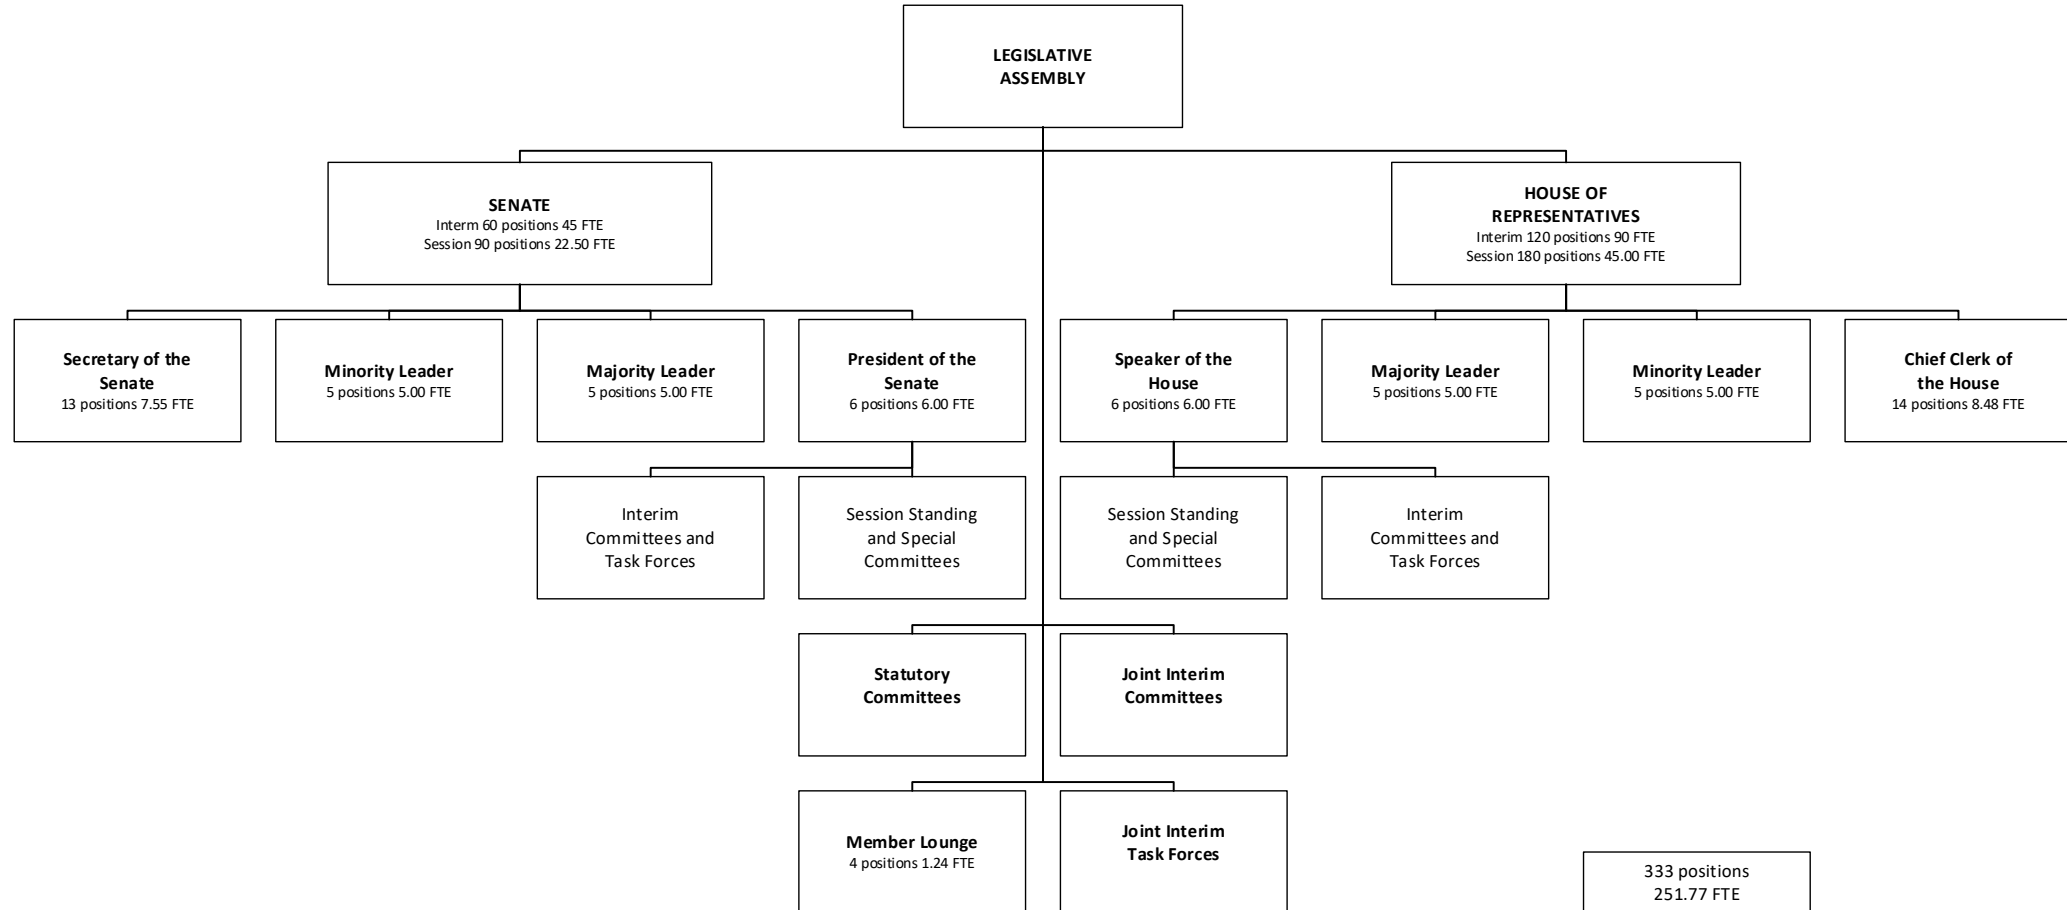 LEGISLATIVE
ASSEMBLY
SENATE
Interm 60 positions 45 FTE
Session 90 positions 22.50 FTE
HOUSE OF
REPRESENTATIVES
Interim 120 positions 90 FTE
Session 180 positions 45.00 FTE
Secretary of the
Senate
13 positions 7.55 FTE
Minority Leader
5 positions 5.00 FTE
Majority Leader
5 positions 5.00 FTE
President of the
Senate
6 positions 6.00 FTE
Speaker of the
House
6 positions 6.00 FTE
Majority Leader
5 positions 5.00 FTE
Minority Leader
5 positions 5.00 FTE
Chief Clerk of
the House
14 positions 8.48 FTE
Interim
Committees and
Task Forces
Session Standing
and Special
Committees
Session Standing
and Special
Committees
Interim
Committees and
Task Forces
Statutory
Committees
Joint Interim
Committees
Member Lounge
4 positions 1.24 FTE
Joint Interim
Task Forces
333 positions
251.77 FTE